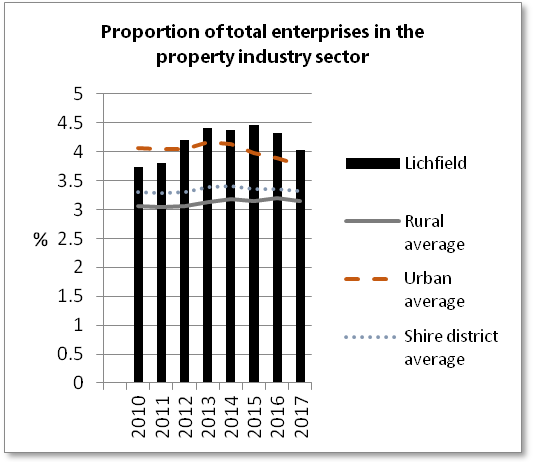 Proportion of total enterprises in the
property industry sector
5
4.5
4
3.5
3
2.5
2
1.5
1
0.5
0
%
2010
2011
2012
2013
2014
2015
2016
2017
Lichfield
Rural
average
Urban
average
Shire district
average